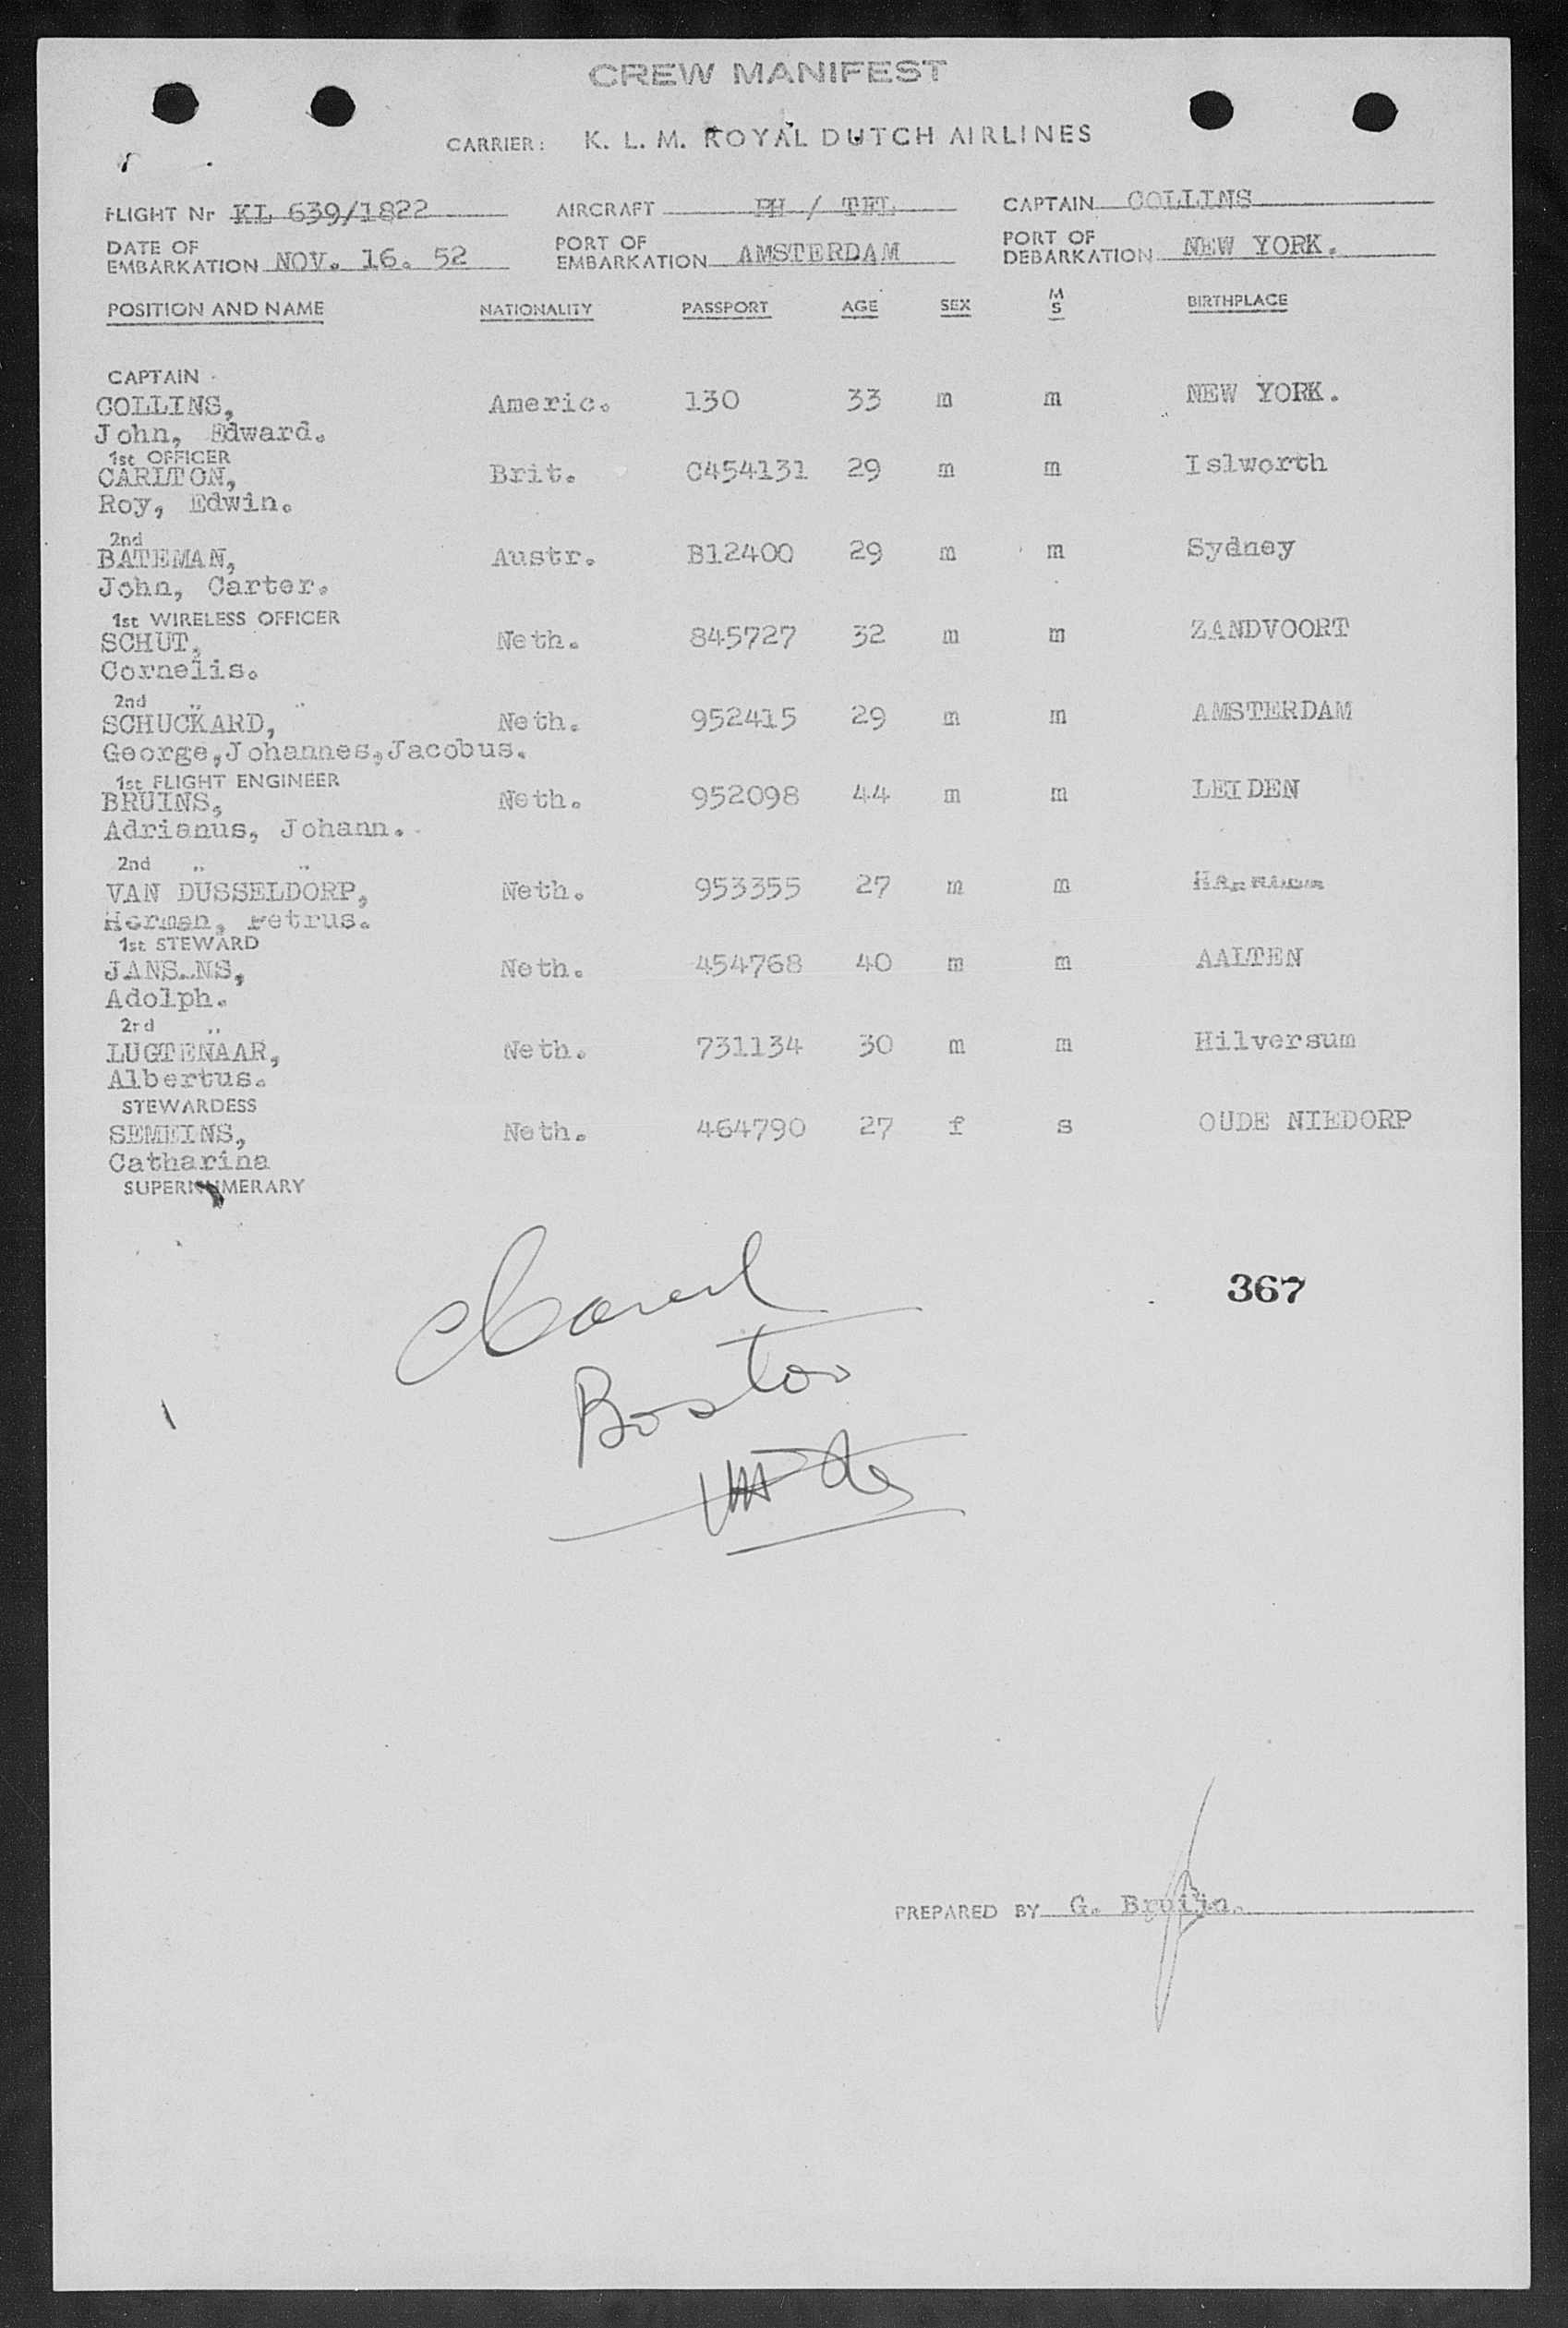 CREW MANIFEST
CARRIER: K. L. M. ROYAL DUTCH AIRLINES
FLIGHT Nr KL 639/1822 AIRCRAFT PH / CAPTAIN COLLINS
DATE OF EMBARKATION NOV. 16. 52 PORT OF EMBARKATION AMSTERDAM PORT OF DEBARKATION NEW YORK.
POSITION AND NAME NATIONALITY PASSPORT AGE SEX M S BIRTHPLACE
CAPTAIN
COLLINS, Americ. 130 33 m m NEW YORK.
John, Edward.
1st OFFICER
CARLTON, Brit. C454131 29 m m Islworth
Roy, Edwin.
2nd
BATEMAN, Austr. B12400 29 m m Sydney
John, Carter.
1st WIRELESS OFFICER
SCHUT, Neth. 845727 32 m m ZANDVOORT
Cornelis.
2nd " "
SCHUCKARD, Neth. 952415 29 m m AMSTERDAM
George,Johannes,Jacobus.
1st FLIGHT ENGINEER
BRUINS, Neth. 952098 44 m m LEIDEN
Adrianus, Johann.
2nd " "
VAN DUSSELDORP, Neth. 953355 27 m m
Herman, Petrus.
1st STEWARD
Neth. 454768 40 m m AALTEN
Adolph.
2nd "
LUGTENAAR, Neth. 731134 30 m m Hilversum
Albertus.
STEWARDESS
SEMEINS, Neth. 464790 27 f s OUDE NIEDORP
Catharina
SUPERNUMERARY
367
Boston
PREPARED BY G. Bruijn.